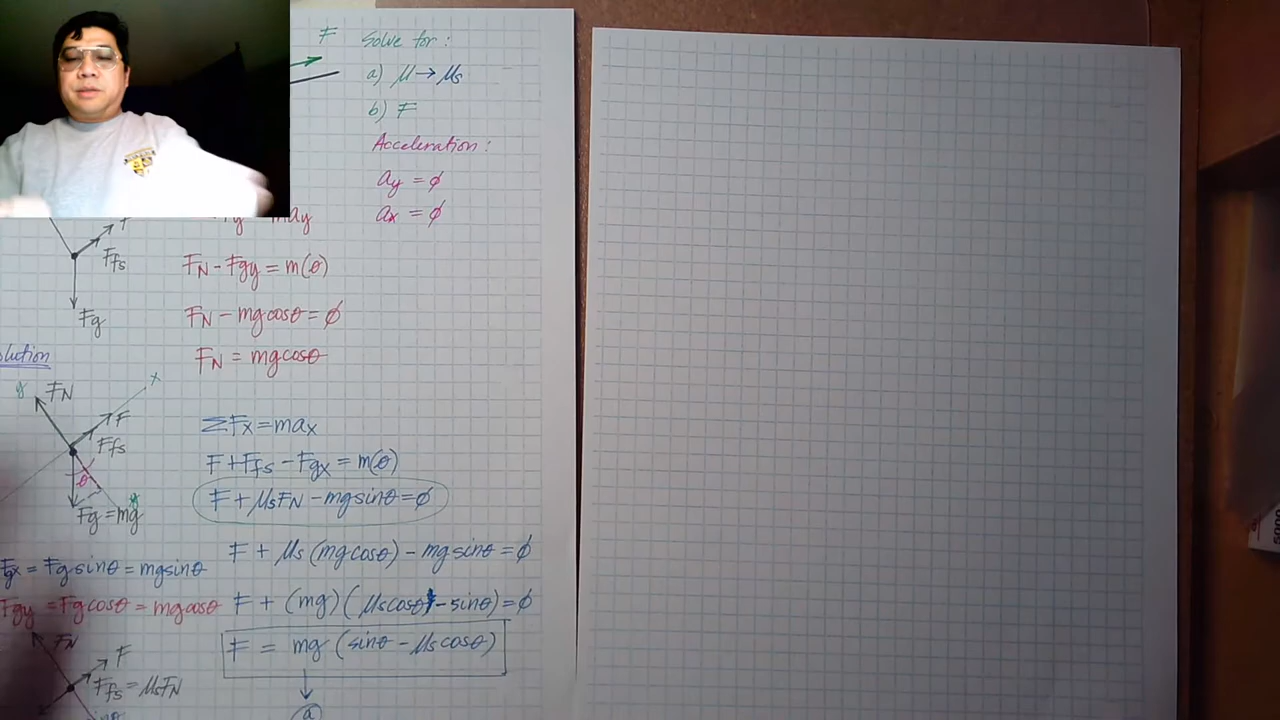 F
Solve for:
a) μ → μs
b) F
Acceleration:
ay = ϕ
ax = ϕ
may
F
Ffs
Fg
FN - Fgy = m(ϕ)
FN - mgcosθ = ϕ
FN = mgcosθ
lution
y
FN
x
F
Ffs
θ
Fg = mg
ΣFx = max
F + Ffs - Fgx = m(ϕ)
F + μsFN - mgsinθ = ϕ
F + μs(mgcosθ) - mgsinθ = ϕ
Fgx = Fgsinθ = mgsinθ
Fgy = Fgcosθ = mgcosθ
F + (mg)(μscosθ - sinθ) = ϕ
F = mg(sinθ - μscosθ)
FN
F
Ffs = μsFN
a